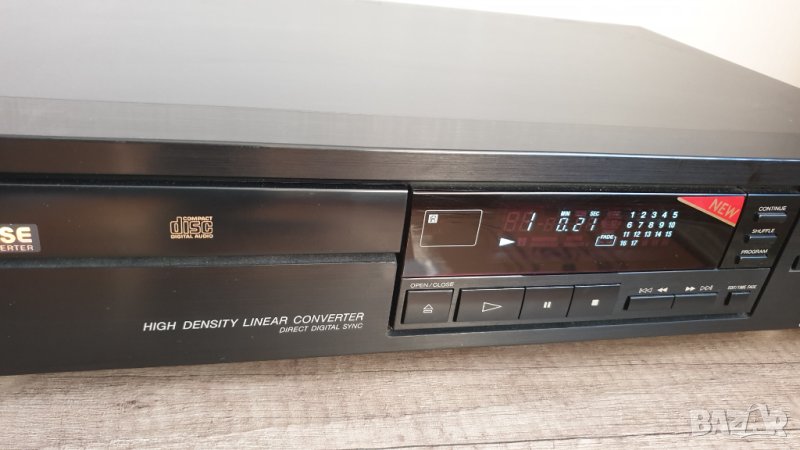 SE
VERTER
COMPACT
disc
DIGITAL AUDIO
HIGH DENSITY LINEAR CONVERTER
DIRECT DIGITAL SYNC
1
MIN SEC
0.21
FADE
1 2 3 4 5
6 7 8 9 10
11 12 13 14 15
16 17
NEW
CONTINUE
SHUFFLE
PROGRAM
OPEN/CLOSE
EDIT/TIME FADE
BAZAR